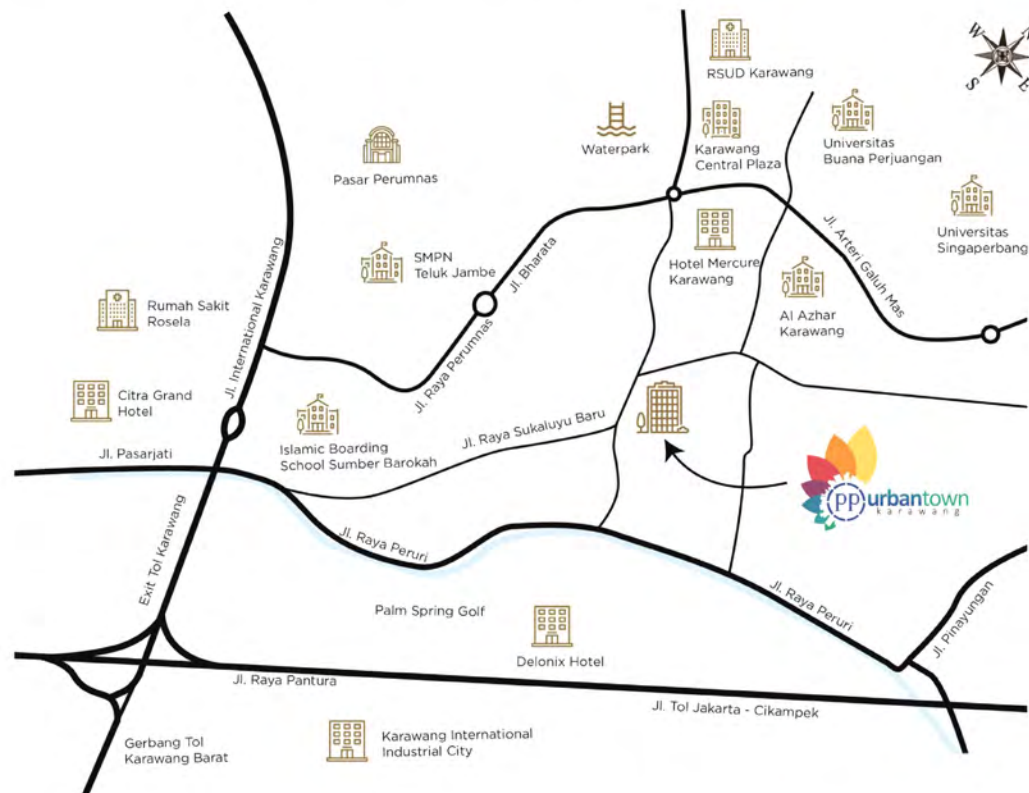 W
N
S
E
RSUD Karawang
Waterpark
Karawang
Central Plaza
Universitas
Buana Perjuangan
Pasar Perumnas
Universitas
Singaperbang
SMPN
Teluk Jambe
Jl. Bharata
Hotel Mercure
Karawang
Jl. Arteri Galuh Mas
Al Azhar
Karawang
Jl. International Karawang
Rumah Sakit
Rosela
Jl. Raya Perumnas
Citra Grand
Hotel
Islamic Boarding
School Sumber Barokah
Jl. Raya Sukaluyu Baru
Jl. Pasarjati
pp urbantown
karawang
Exit Tol Karawang
Jl. Raya Peruri
Jl. Raya Peruri
Jl. Pinayungan
Palm Spring Golf
Delonix Hotel
Jl. Raya Pantura
Jl. Tol Jakarta - Cikampek
Gerbang Tol
Karawang Barat
Karawang International
Industrial City